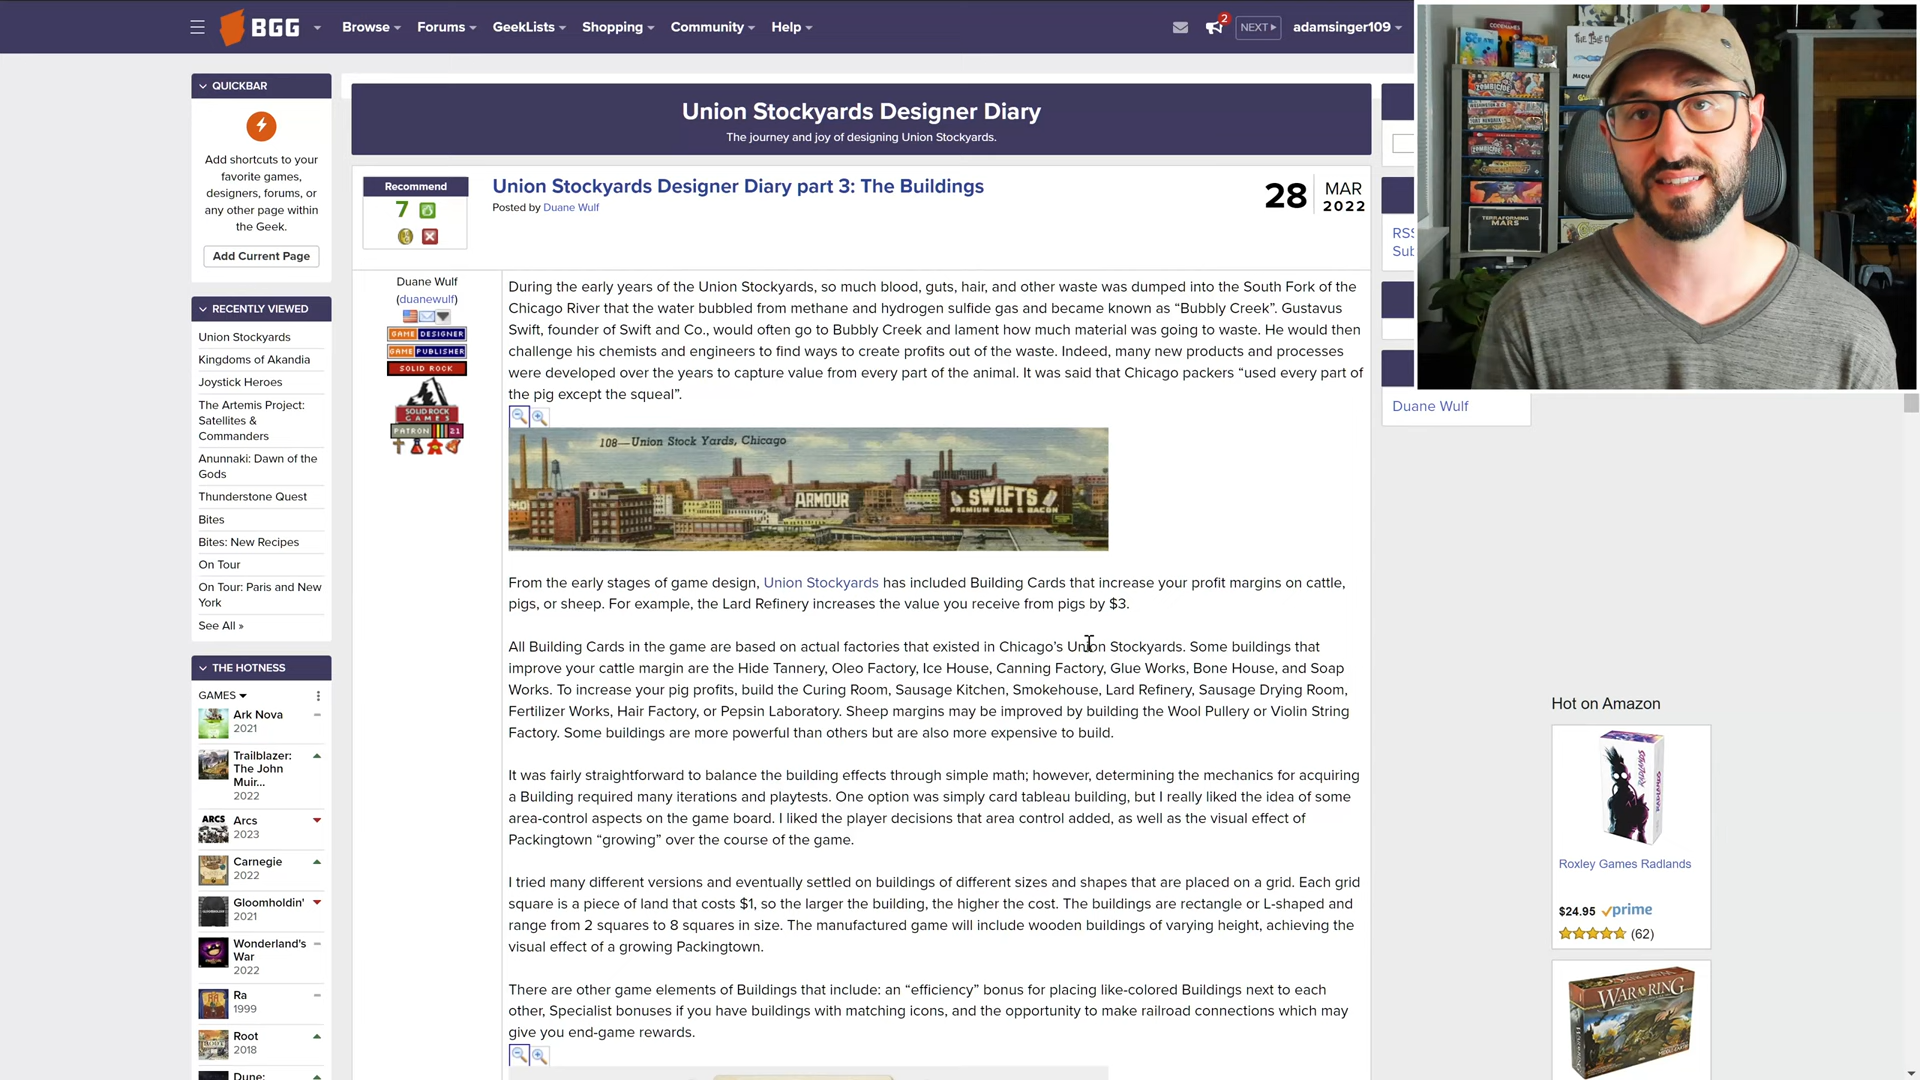 BGG
Browse
Forums
GeekLists
Shopping
Community
Help
2
NEXT
adamsinger109
QUICKBAR
Add shortcuts to your
favorite games,
designers, forums, or
any other page within
the Geek.
Add Current Page
RECENTLY VIEWED
Union Stockyards
Kingdoms of Akandia
Joystick Heroes
The Artemis Project:
Satellites &
Commanders
Anunnaki: Dawn of the
Gods
Thunderstone Quest
Bites
Bites: New Recipes
On Tour
On Tour: Paris and New
York
See All »
THE HOTNESS
GAMES
Ark Nova
2021
Trailblazer:
The John
Muir...
2022
ARCS
Arcs
2023
Carnegie
2022
Gloomholdin'
2021
Wonderland's
War
2022
Ra
1999
Root
2018
Dune:
Union Stockyards Designer Diary
The journey and joy of designing Union Stockyards.
Recommend
7
Union Stockyards Designer Diary part 3: The Buildings
Posted by Duane Wulf
28 MAR
2022
Duane Wulf
(duanewulf)
GAME DESIGNER
GAME PUBLISHER
SOLID ROCK
SOLID ROCK
GAMES
PATRON 21
During the early years of the Union Stockyards, so much blood, guts, hair, and other waste was dumped into the South Fork of the
Chicago River that the water bubbled from methane and hydrogen sulfide gas and became known as “Bubbly Creek”. Gustavus
Swift, founder of Swift and Co., would often go to Bubbly Creek and lament how much material was going to waste. He would then
challenge his chemists and engineers to find ways to create profits out of the waste. Indeed, many new products and processes
were developed over the years to capture value from every part of the animal. It was said that Chicago packers “used every part of
the pig except the squeal”.
108—Union Stock Yards, Chicago
ARMOUR
SWIFTS
PREMIUM HAM & BACON
From the early stages of game design, Union Stockyards has included Building Cards that increase your profit margins on cattle,
pigs, or sheep. For example, the Lard Refinery increases the value you receive from pigs by $3.
All Building Cards in the game are based on actual factories that existed in Chicago’s Union Stockyards. Some buildings that
improve your cattle margin are the Hide Tannery, Oleo Factory, Ice House, Canning Factory, Glue Works, Bone House, and Soap
Works. To increase your pig profits, build the Curing Room, Sausage Kitchen, Smokehouse, Lard Refinery, Sausage Drying Room,
Fertilizer Works, Hair Factory, or Pepsin Laboratory. Sheep margins may be improved by building the Wool Pullery or Violin String
Factory. Some buildings are more powerful than others but are also more expensive to build.
It was fairly straightforward to balance the building effects through simple math; however, determining the mechanics for acquiring
a Building required many iterations and playtests. One option was simply card tableau building, but I really liked the idea of some
area-control aspects on the game board. I liked the player decisions that area control added, as well as the visual effect of
Packingtown “growing” over the course of the game.
I tried many different versions and eventually settled on buildings of different sizes and shapes that are placed on a grid. Each grid
square is a piece of land that costs $1, so the larger the building, the higher the cost. The buildings are rectangle or L-shaped and
range from 2 squares to 8 squares in size. The manufactured game will include wooden buildings of varying height, achieving the
visual effect of a growing Packingtown.
There are other game elements of Buildings that include: an “efficiency” bonus for placing like-colored Buildings next to each
other, Specialist bonuses if you have buildings with matching icons, and the opportunity to make railroad connections which may
give you end-game rewards.
RSS
Sub
Duane Wulf
CODENAMES
ZOMBICIDE
TERRAFORMING
MARS
Hot on Amazon
RADLANDS
Roxley Games Radlands
$24.95 prime
(62)
WAR OF THE RING